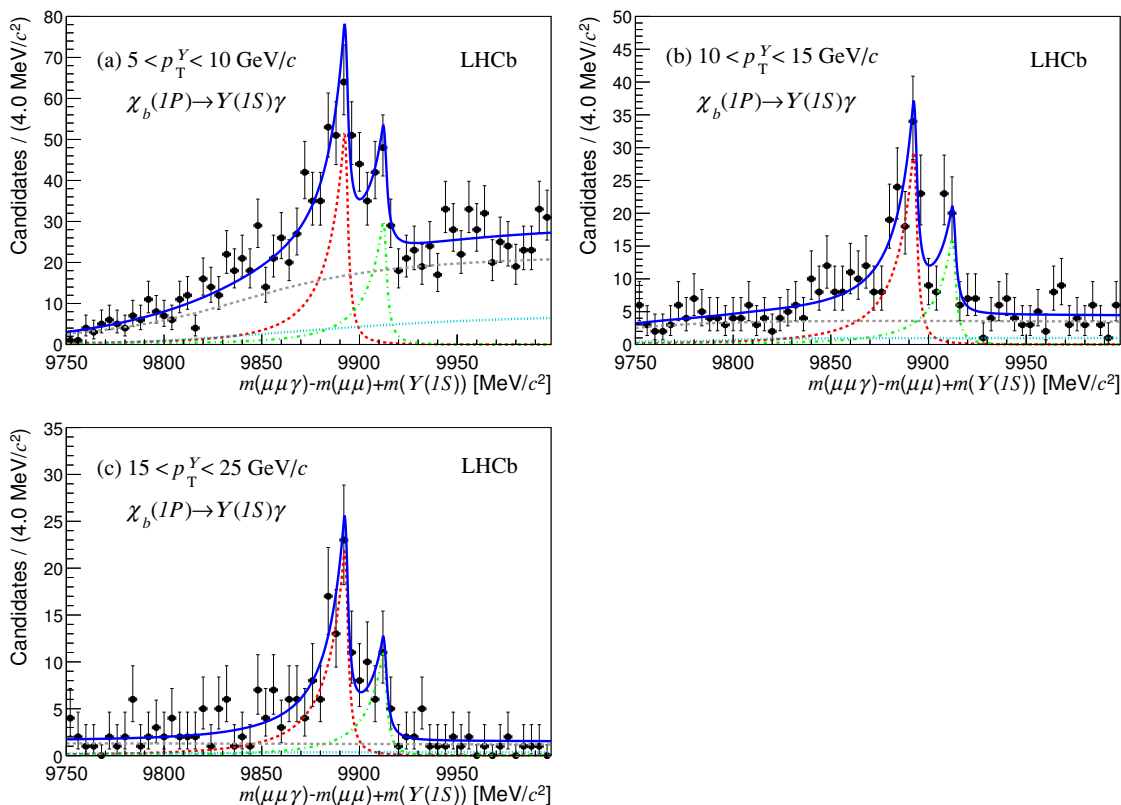 Candidates / (4.0 MeV/c²)
80
70
60
50
40
30
20
10
0
(a) 5 < p_T^Υ < 10 GeV/c
LHCb
χ_b(1P)→Υ(1S)γ
9750 9800 9850 9900 9950
m(μμγ)-m(μμ)+m(Υ(1S)) [MeV/c²]
Candidates / (4.0 MeV/c²)
50
45
40
35
30
25
20
15
10
5
0
(b) 10 < p_T^Υ < 15 GeV/c
LHCb
χ_b(1P)→Υ(1S)γ
9750 9800 9850 9900 9950
m(μμγ)-m(μμ)+m(Υ(1S)) [MeV/c²]
Candidates / (4.0 MeV/c²)
35
30
25
20
15
10
5
0
(c) 15 < p_T^Υ < 25 GeV/c
LHCb
χ_b(1P)→Υ(1S)γ
9750 9800 9850 9900 9950
m(μμγ)-m(μμ)+m(Υ(1S)) [MeV/c²]